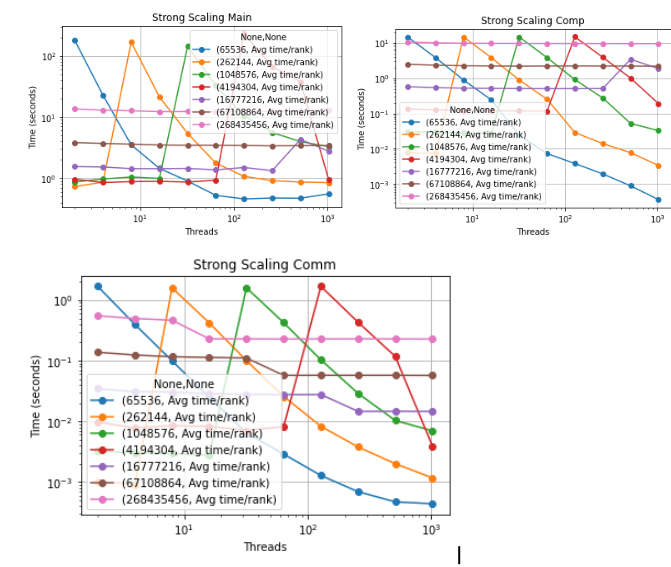 Strong Scaling Main
Time (seconds)
10²
10¹
10⁰
None,None
(65536, Avg time/rank)
(262144, Avg time/rank)
(1048576, Avg time/rank)
(4194304, Avg time/rank)
(16777216, Avg time/rank)
(67108864, Avg time/rank)
(268435456, Avg time/rank)
10¹
10²
10³
Threads
Strong Scaling Comp
Time (seconds)
10¹
10⁰
10⁻¹
10⁻²
10⁻³
None,None
(65536, Avg time/rank)
(262144, Avg time/rank)
(1048576, Avg time/rank)
(4194304, Avg time/rank)
(16777216, Avg time/rank)
(67108864, Avg time/rank)
(268435456, Avg time/rank)
10¹
10²
10³
Threads
Strong Scaling Comm
Time (seconds)
10⁰
10⁻¹
10⁻²
10⁻³
None,None
(65536, Avg time/rank)
(262144, Avg time/rank)
(1048576, Avg time/rank)
(4194304, Avg time/rank)
(16777216, Avg time/rank)
(67108864, Avg time/rank)
(268435456, Avg time/rank)
10¹
10²
10³
Threads